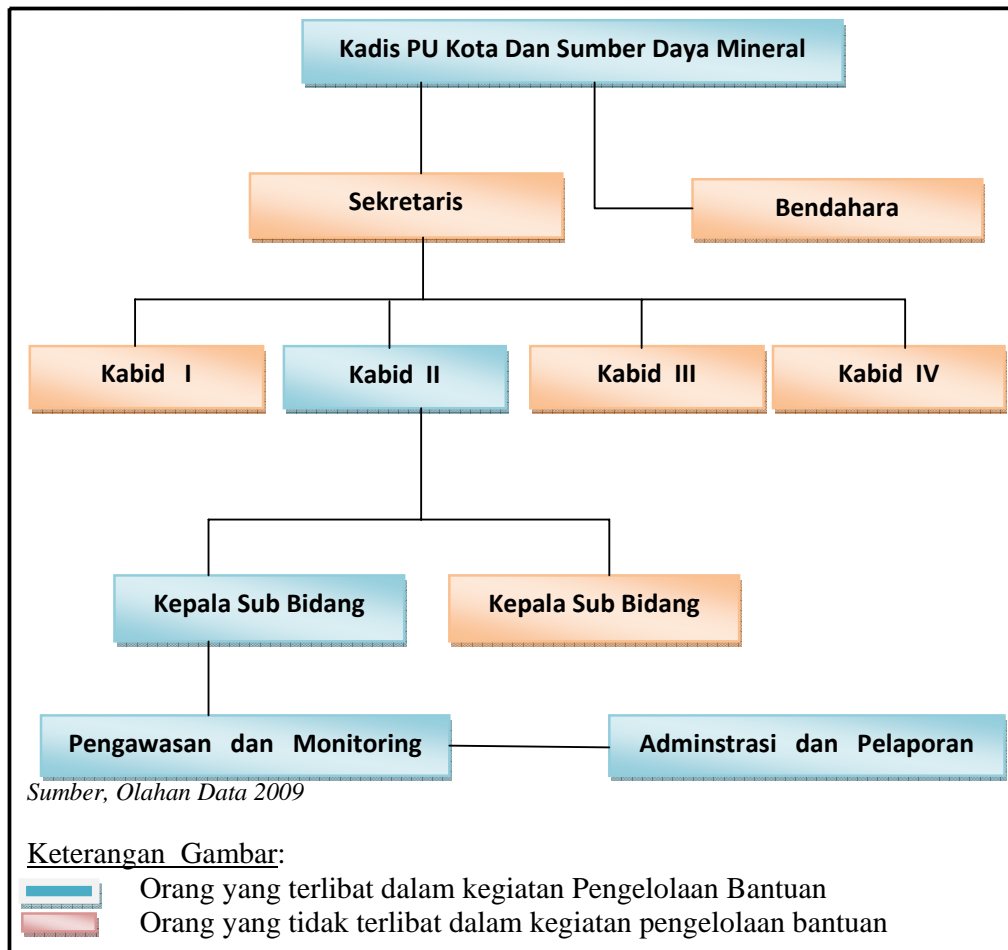 Kadis PU Kota Dan Sumber Daya Mineral
Sekretaris
Bendahara
Kabid I
Kabid II
Kabid III
Kabid IV
Kepala Sub Bidang
Kepala Sub Bidang
Pengawasan dan Monitoring
Adminstrasi dan Pelaporan
Sumber, Olahan Data 2009
Keterangan Gambar:
Orang yang terlibat dalam kegiatan Pengelolaan Bantuan
Orang yang tidak terlibat dalam kegiatan pengelolaan bantuan